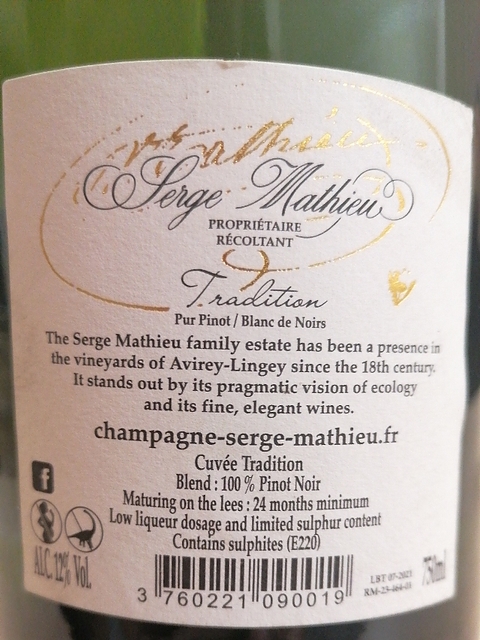 Serge Mathieu
PROPRIÉTAIRE
RÉCOLTANT
Tradition
Pur Pinot / Blanc de Noirs
The Serge Mathieu family estate has been a presence in
the vineyards of Avirey-Lingey since the 18th century.
It stands out by its pragmatic vision of ecology
and its fine, elegant wines.
champagne-serge-mathieu.fr
Cuvée Tradition
Blend : 100 % Pinot Noir
Maturing on the lees : 24 months minimum
Low liqueur dosage and limited sulphur content
Contains sulphites (E220)
ALC. 12% Vol.
3 760221 090019
LBT 07-2023
750ml